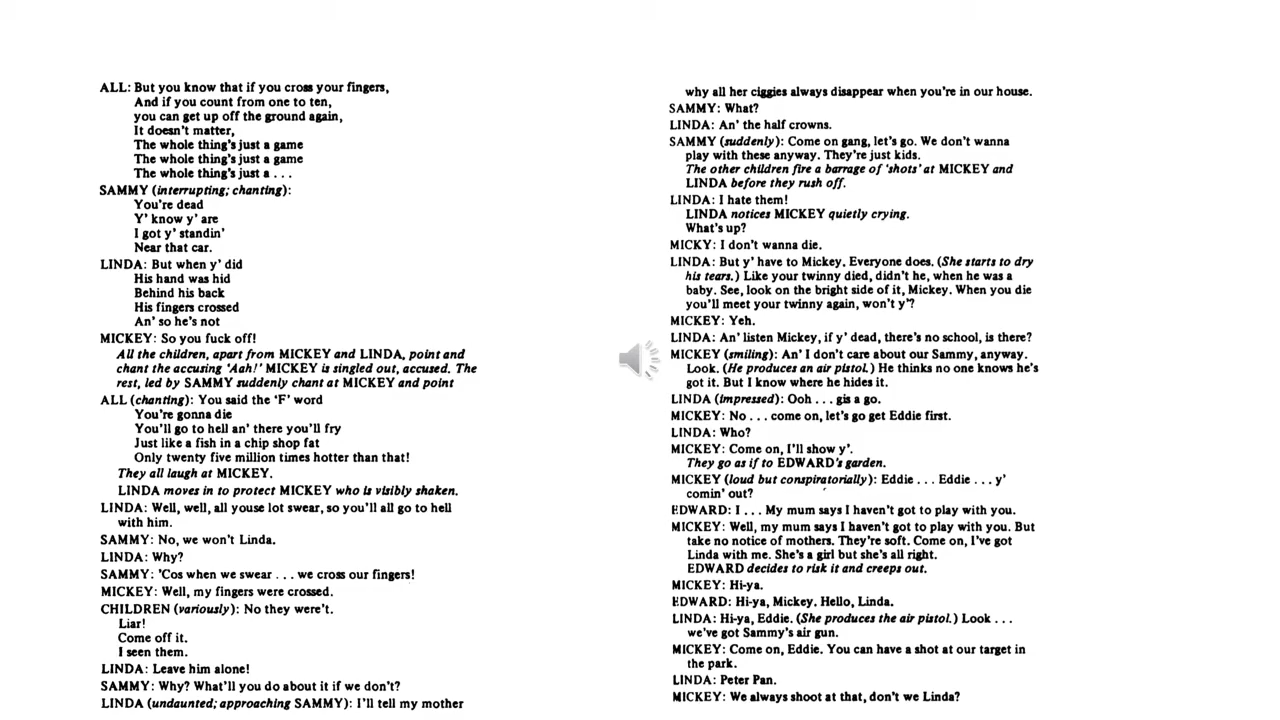 ALL: But you know that if you cross your fingers,
And if you count from one to ten,
you can get up off the ground again,
It doesn't matter,
The whole thing's just a game
The whole thing's just a game
The whole thing's just a . . .
SAMMY (interrupting; chanting):
You're dead
Y' know y' are
I got y' standin'
Near that car.
LINDA: But when y' did
His hand was hid
Behind his back
His fingers crossed
An' so he's not
MICKEY: So you fuck off!
All the children, apart from MICKEY and LINDA, point and
chant the accusing 'Aah!' MICKEY is singled out, accused. The
rest, led by SAMMY suddenly chant at MICKEY and point
ALL (chanting): You said the 'F' word
You're gonna die
You'll go to hell an' there you'll fry
Just like a fish in a chip shop fat
Only twenty five million times hotter than that!
They all laugh at MICKEY.
LINDA moves in to protect MICKEY who is visibly shaken.
LINDA: Well, well, all youse lot swear, so you'll all go to hell
with him.
SAMMY: No, we won't Linda.
LINDA: Why?
SAMMY: 'Cos when we swear . . . we cross our fingers!
MICKEY: Well, my fingers were crossed.
CHILDREN (variously): No they were't.
Liar!
Come off it.
I seen them.
LINDA: Leave him alone!
SAMMY: Why? What'll you do about it if we don't?
LINDA (undaunted; approaching SAMMY): I'll tell my mother
why all her ciggies always disappear when you're in our house.
SAMMY: What?
LINDA: An' the half crowns.
SAMMY (suddenly): Come on gang, let's go. We don't wanna
play with these anyway. They're just kids.
The other children fire a barrage of 'shots' at MICKEY and
LINDA before they rush off.
LINDA: I hate them!
LINDA notices MICKEY quietly crying.
What's up?
MICKY: I don't wanna die.
LINDA: But y' have to Mickey. Everyone does. (She starts to dry
his tears.) Like your twinny died, didn't he, when he was a
baby. See, look on the bright side of it, Mickey. When you die
you'll meet your twinny again, won't y'?
MICKEY: Yeh.
LINDA: An' listen Mickey, if y' dead, there's no school, is there?
MICKEY (smiling): An' I don't care about our Sammy, anyway.
Look. (He produces an air pistol.) He thinks no one knows he's
got it. But I know where he hides it.
LINDA (impressed): Ooh . . . gis a go.
MICKEY: No . . . come on, let's go get Eddie first.
LINDA: Who?
MICKEY: Come on, I'll show y'.
They go as if to EDWARD's garden.
MICKEY (loud but conspiratorially): Eddie . . . Eddie . . . y'
comin' out?
EDWARD: I . . . My mum says I haven't got to play with you.
MICKEY: Well, my mum says I haven't got to play with you. But
take no notice of mothers. They're soft. Come on, I've got
Linda with me. She's a girl but she's all right.
EDWARD decides to risk it and creeps out.
MICKEY: Hi-ya.
EDWARD: Hi-ya, Mickey. Hello, Linda.
LINDA: Hi-ya, Eddie. (She produces the air pistol.) Look . . .
we've got Sammy's air gun.
MICKEY: Come on, Eddie. You can have a shot at our target in
the park.
LINDA: Peter Pan.
MICKEY: We always shoot at that, don't we Linda?